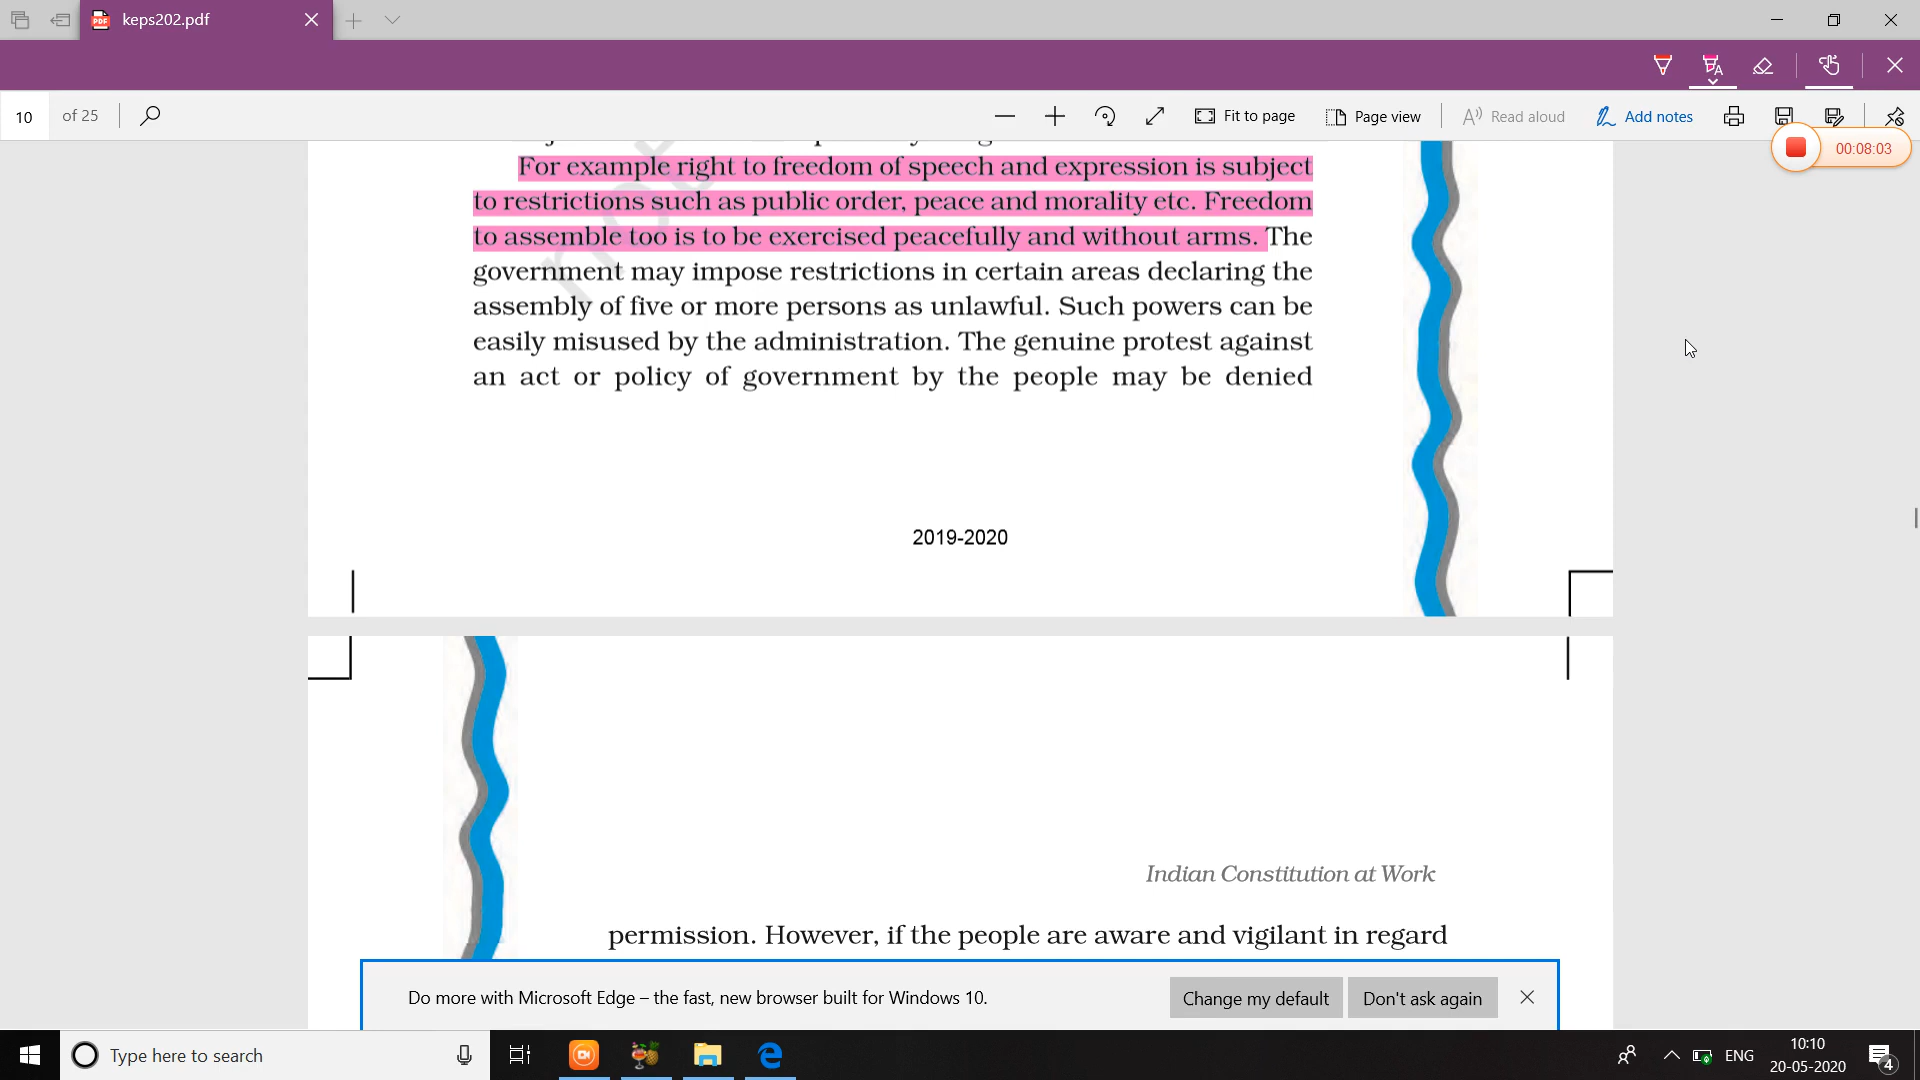 keps202.pdf
10 of 25 Fit to page Page view Read aloud Add notes
00:08:03
For example right to freedom of speech and expression is subject
to restrictions such as public order, peace and morality etc. Freedom
to assemble too is to be exercised peacefully and without arms. The
government may impose restrictions in certain areas declaring the
assembly of five or more persons as unlawful. Such powers can be
easily misused by the administration. The genuine protest against
an act or policy of government by the people may be denied
2019-2020
Indian Constitution at Work
permission. However, if the people are aware and vigilant in regard
Do more with Microsoft Edge – the fast, new browser built for Windows 10. Change my default Don't ask again
Type here to search
ENG
10:10
20-05-2020
4